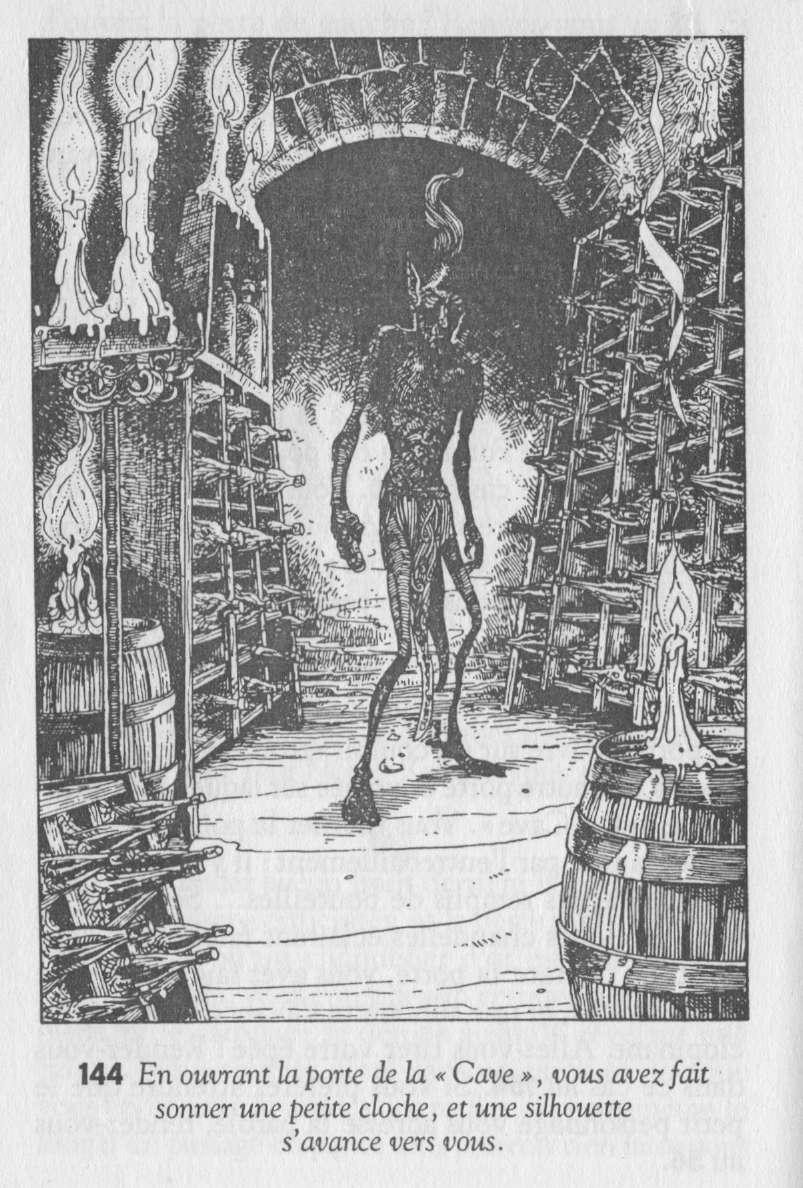 144 En ouvrant la porte de la « Cave », vous avez fait
sonner une petite cloche, et une silhouette
s'avance vers vous.